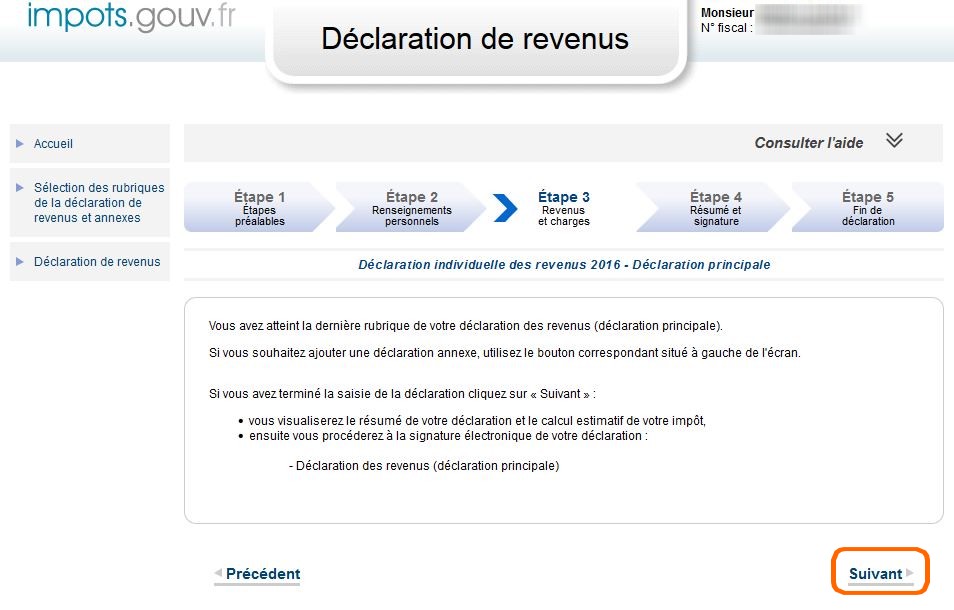 impots.gouv.fr
Déclaration de revenus
Monsieur
N° fiscal :
Accueil
Sélection des rubriques
de la déclaration de
revenus et annexes
Déclaration de revenus
Consulter l'aide
Étape 1
Étapes
préalables
Étape 2
Renseignements
personnels
Étape 3
Revenus
et charges
Étape 4
Résumé et
signature
Étape 5
Fin de
déclaration
Déclaration individuelle des revenus 2016 - Déclaration principale
Vous avez atteint la dernière rubrique de votre déclaration des revenus (déclaration principale).
Si vous souhaitez ajouter une déclaration annexe, utilisez le bouton correspondant situé à gauche de l'écran.
Si vous avez terminé la saisie de la déclaration cliquez sur « Suivant » :
• vous visualiserez le résumé de votre déclaration et le calcul estimatif de votre impôt,
• ensuite vous procéderez à la signature électronique de votre déclaration :
- Déclaration des revenus (déclaration principale)
Précédent
Suivant